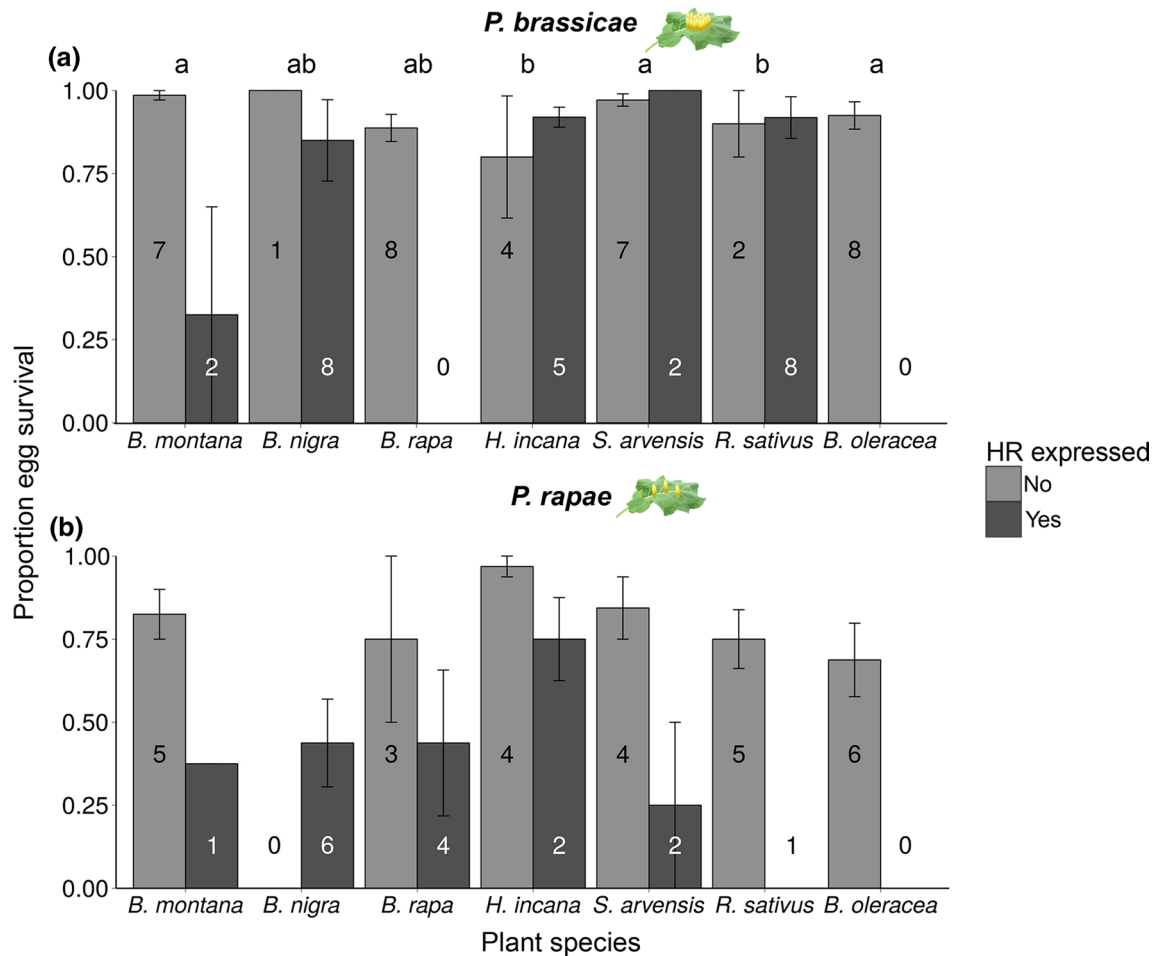 P. brassicae
(a)
a ab ab b a b a
1.00
0.75
0.50
0.25
0.00
7 2 1 8 8 0 4 5 7 2 2 8 8 0
B. montana B. nigra B. rapa H. incana S. arvensis R. sativus B. oleracea
Proportion egg survival
HR expressed
No
Yes
P. rapae
(b)
1.00
0.75
0.50
0.25
0.00
5 1 0 6 3 4 4 2 4 2 5 1 6 0
B. montana B. nigra B. rapa H. incana S. arvensis R. sativus B. oleracea
Plant species